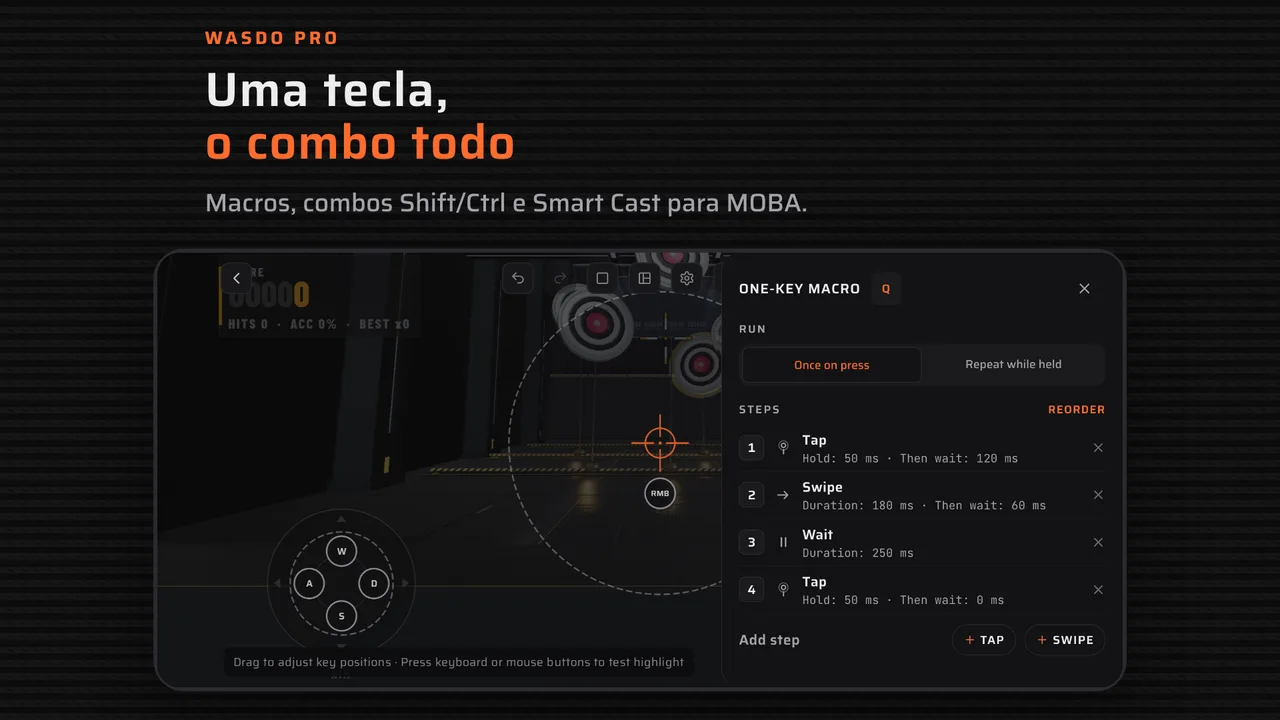 WASDO PRO
Uma tecla,
o combo todo
Macros, combos Shift/Ctrl e Smart Cast para MOBA.
HITS 0 · ACC 0% · BEST x0
W
A
D
S
RMB
Drag to adjust key positions · Press keyboard or mouse buttons to test highlight
ONE-KEY MACRO Q
RUN
Once on press
Repeat while held
STEPS
REORDER
1 Tap
Hold: 50 ms · Then wait: 120 ms
2 Swipe
Duration: 180 ms · Then wait: 60 ms
3 Wait
Duration: 250 ms
4 Tap
Hold: 50 ms · Then wait: 0 ms
Add step
+ TAP
+ SWIPE